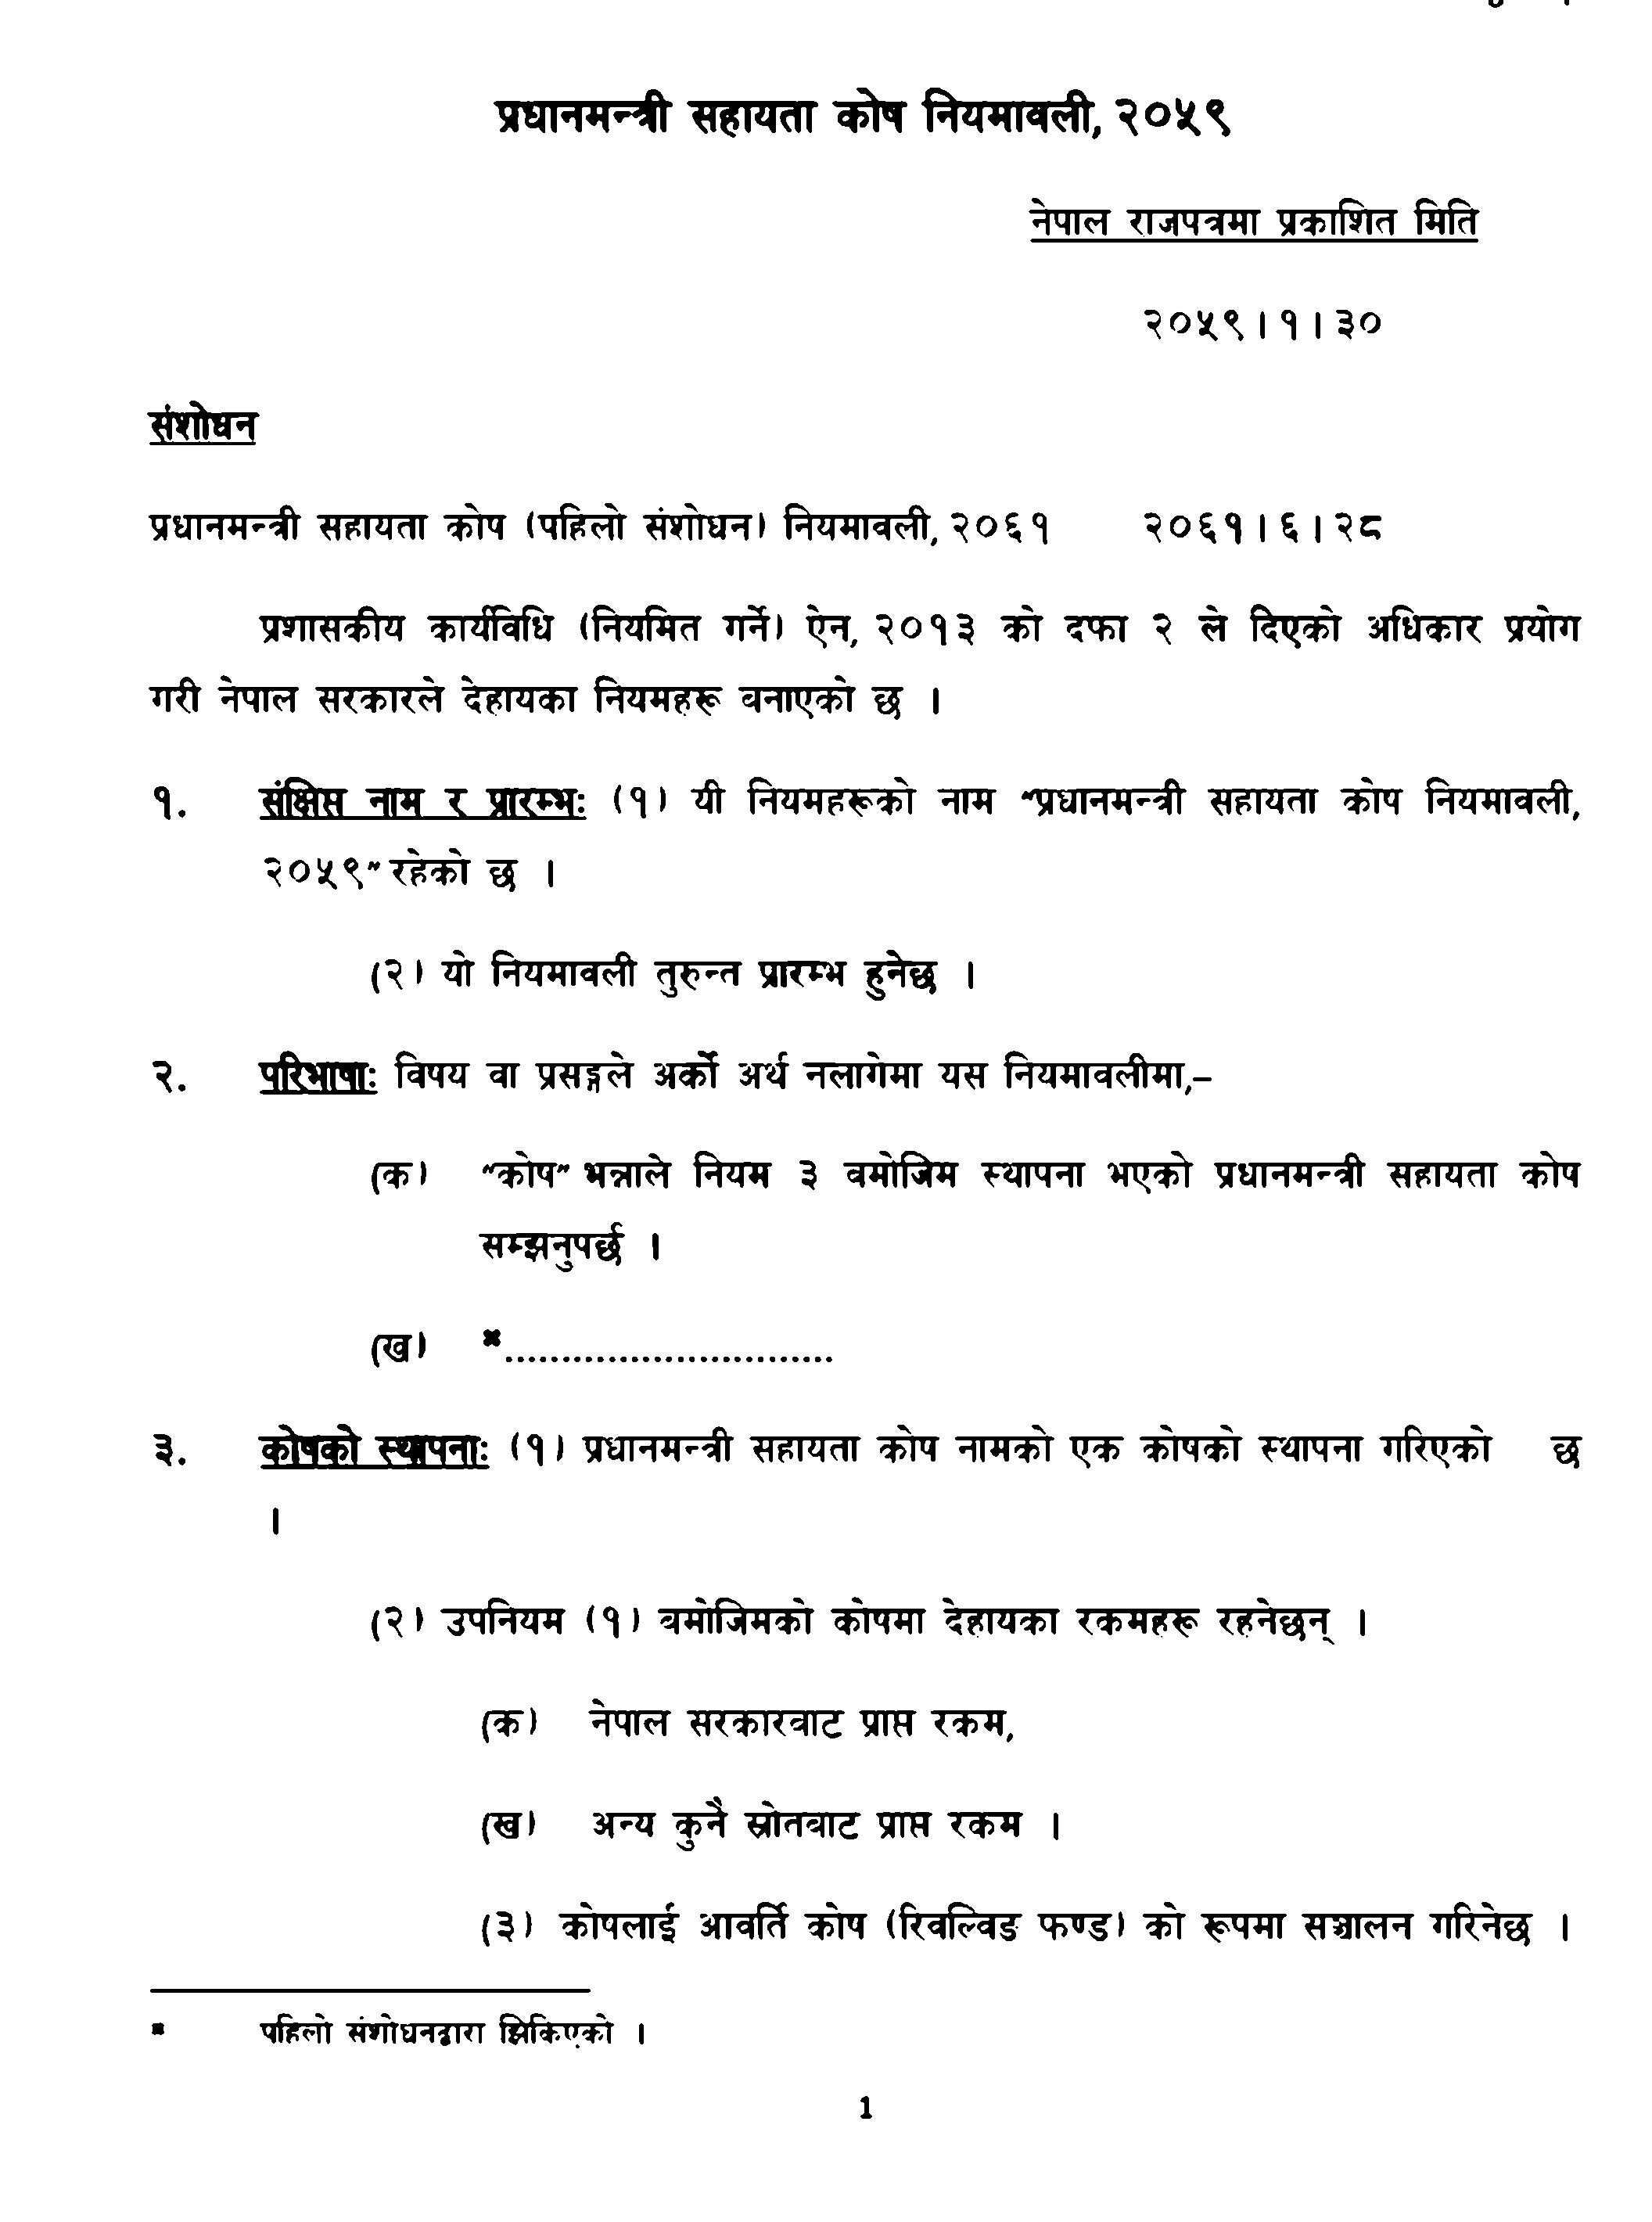 प्रधानमन्त्री सहायता कोष नियमावली, २०५९
नेपाल राजपत्रमा प्रकाशित मिति
२०५९।१।३०
संशोधन
प्रधानमन्त्री सहायता कोष (पहिलो संशोधन) नियमावली, २०६१ २०६१।६।२८
प्रशासकीय कार्यविधि (नियमित गर्ने) ऐन, २०१३ को दफा २ ले दिएको अधिकार प्रयोग
गरी नेपाल सरकारले देहायका नियमहरू बनाएको छ ।
१. संक्षिप्त नाम र प्रारम्भः (१) यी नियमहरूको नाम "प्रधानमन्त्री सहायता कोष नियमावली,
२०५९" रहेको छ ।
(२) यो नियमावली तुरुन्त प्रारम्भ हुनेछ ।
२. परिभाषाः विषय वा प्रसङ्गले अर्को अर्थ नलागेमा यस नियमावलीमा,–
(क) "कोष" भन्नाले नियम ३ बमोजिम स्थापना भएको प्रधानमन्त्री सहायता कोष
सम्झनुपर्छ ।
(ख) *.............................
३. कोषको स्थापनाः (१) प्रधानमन्त्री सहायता कोष नामको एक कोषको स्थापना गरिएको छ
।
(२) उपनियम (१) बमोजिमको कोषमा देहायका रकमहरू रहनेछन् ।
(क) नेपाल सरकारबाट प्राप्त रकम,
(ख) अन्य कुनै स्रोतबाट प्राप्त रकम ।
(३) कोषलाई आवर्ति कोष (रिवल्विङ फण्ड) को रूपमा सञ्चालन गरिनेछ ।
* पहिलो संशोधनद्वारा झिकिएको ।
1